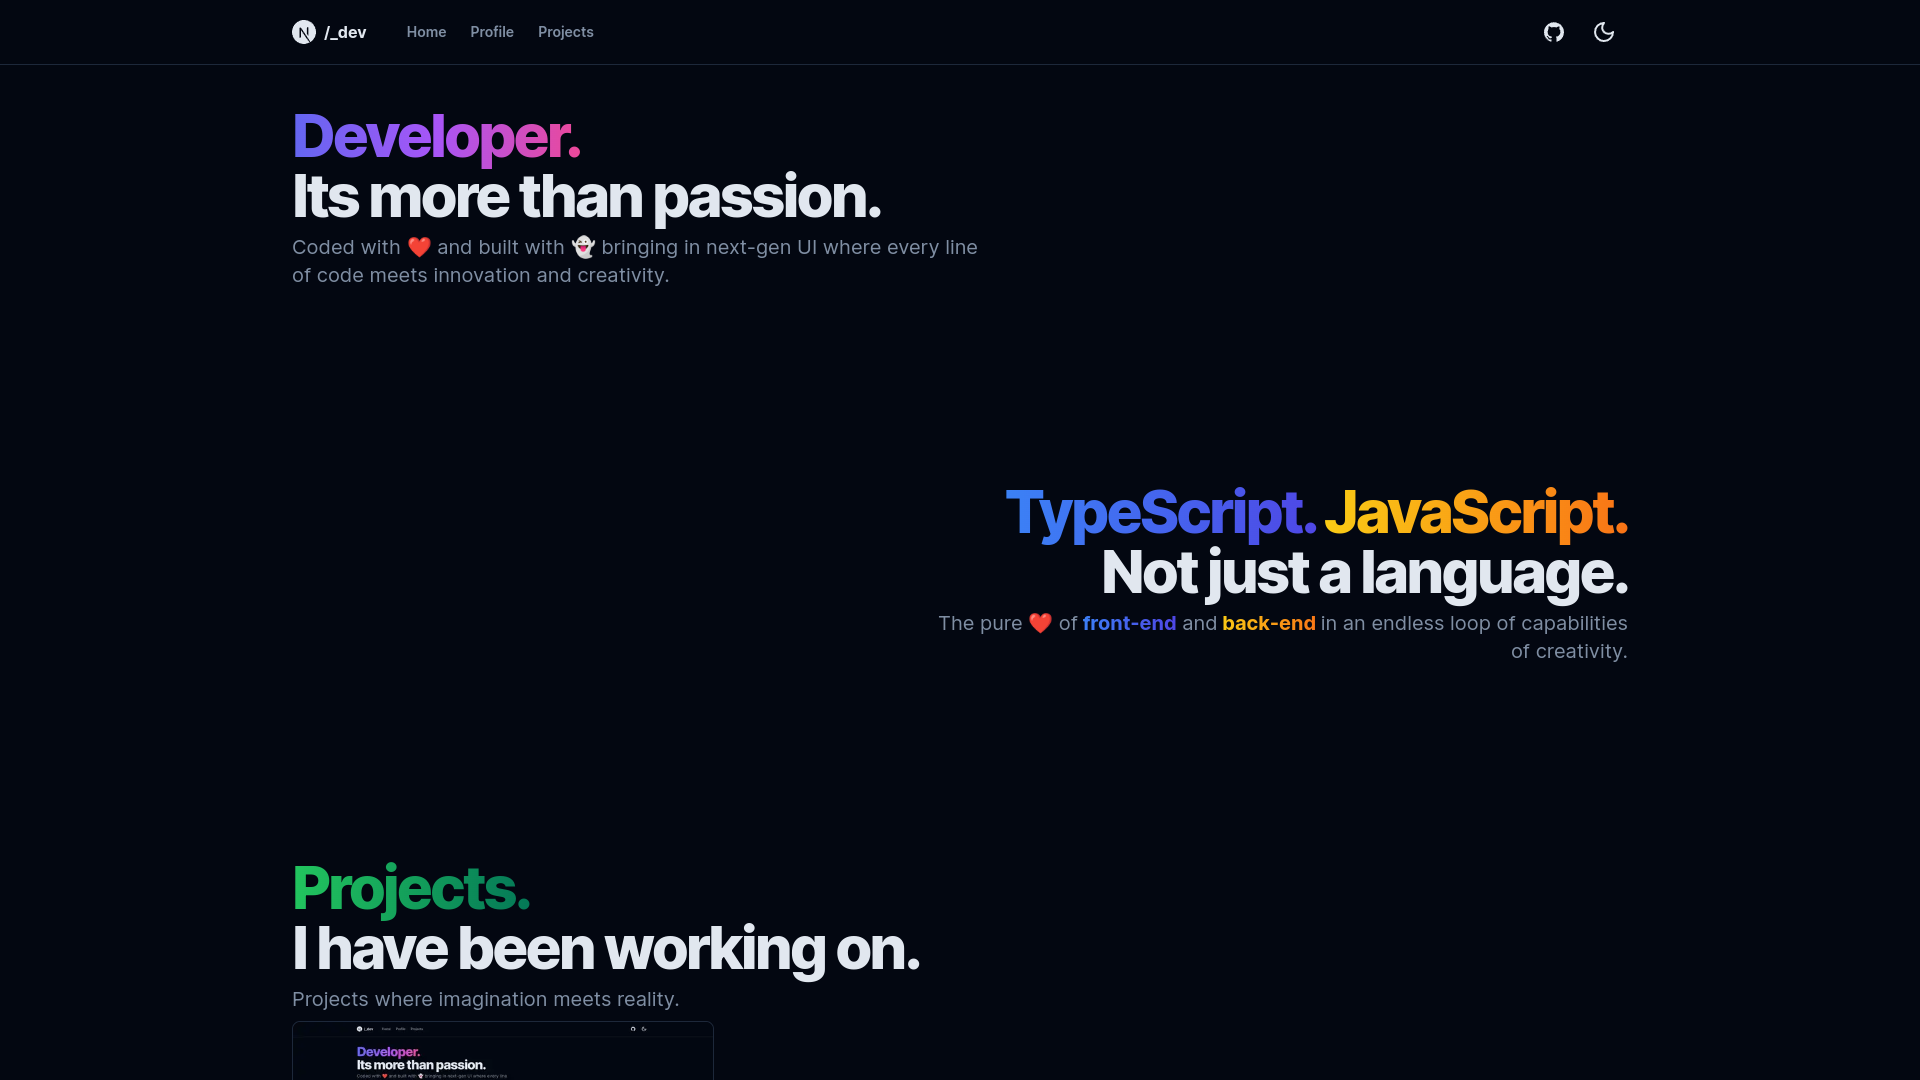 /_dev Home Profile Projects
Developer.
Its more than passion.
Coded with ❤️ and built with 👻 bringing in next-gen UI where every line
of code meets innovation and creativity.
TypeScript. JavaScript.
Not just a language.
The pure ❤️ of front-end and back-end in an endless loop of capabilities
of creativity.
Projects.
I have been working on.
Projects where imagination meets reality.
Developer.
Its more than passion.